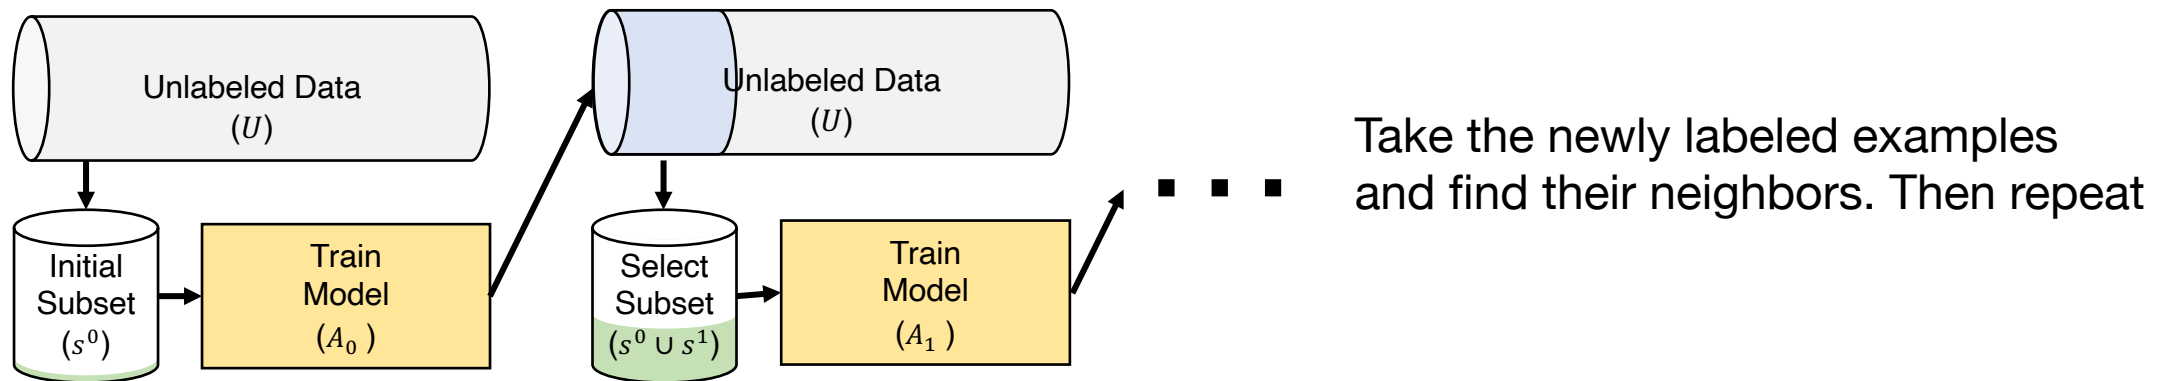 Unlabeled Data
(U)
Initial
Subset
(s⁰)
Train
Model
(A₀ )
Unlabeled Data
(U)
Select
Subset
(s⁰ ∪ s¹)
Train
Model
(A₁ )
Take the newly labeled examples
and find their neighbors. Then repeat